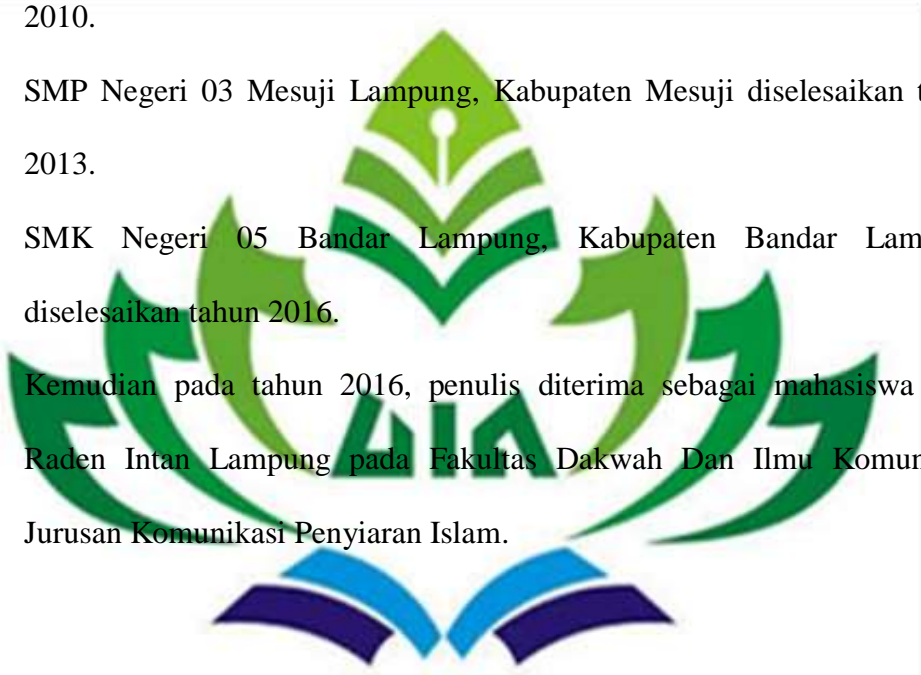 2010.
SMP Negeri 03 Mesuji Lampung, Kabupaten Mesuji diselesaikan
2013.
SMK Negeri 05 Bandar Lampung, Kabupaten Bandar Lam
diselesaikan tahun 2016.
Kemudian pada tahun 2016, penulis diterima sebagai mahasiswa
Raden Intan Lampung pada Fakultas Dakwah Dan Ilmu Komun
Jurusan Komunikasi Penyiaran Islam.